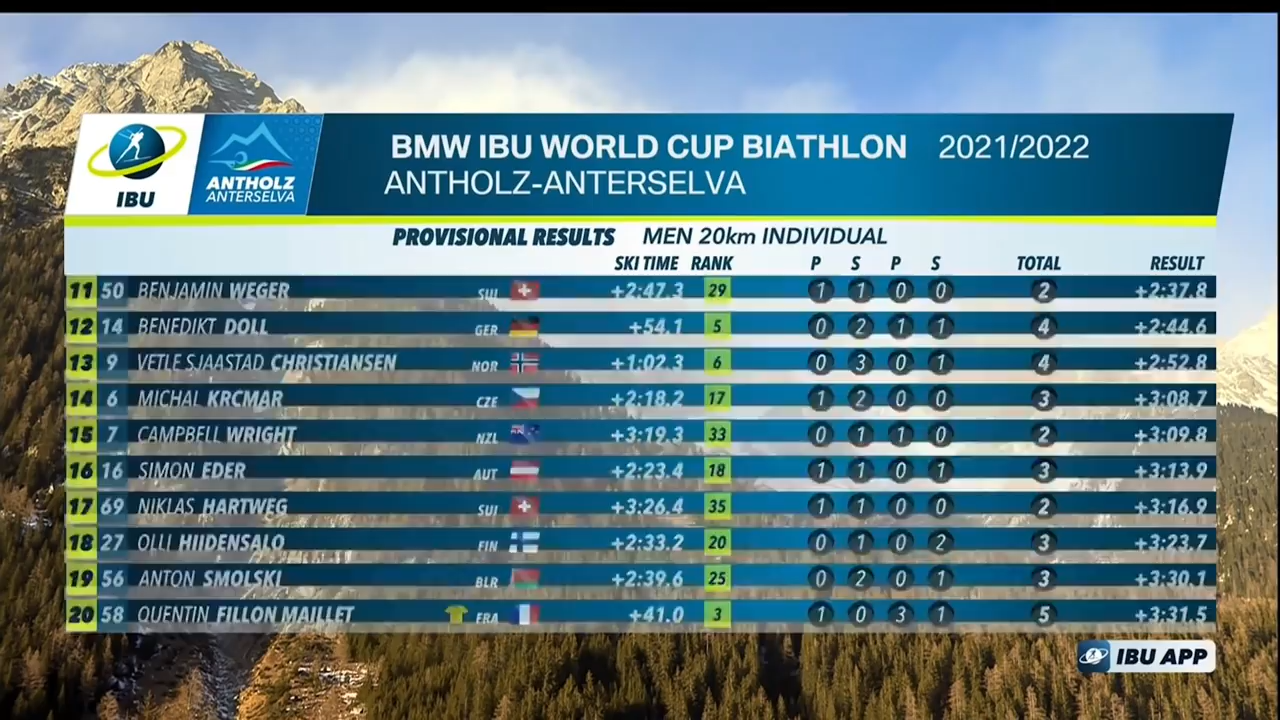 BMW IBU WORLD CUP BIATHLON 2021/2022
ANTHOLZ-ANTERSELVA
IBU
ANTHOLZ
ANTERSELVA
PROVISIONAL RESULTS MEN 20km INDIVIDUAL
SKI TIME RANK P S P S TOTAL RESULT
11 50 BENJAMIN WEGER SUI +2:47.3 29 1 1 0 0 2 +2:37.8
12 14 BENEDIKT DOLL GER +54.1 5 0 2 1 1 4 +2:44.6
13 9 VETLE SJAASTAD CHRISTIANSEN NOR +1:02.3 6 0 3 0 1 4 +2:52.8
14 6 MICHAL KRCMAR CZE +2:18.2 17 1 2 0 0 3 +3:08.7
15 7 CAMPBELL WRIGHT NZL +3:19.3 33 0 1 1 0 2 +3:09.8
16 16 SIMON EDER AUT +2:23.4 18 1 1 0 1 3 +3:13.9
17 69 NIKLAS HARTWEG SUI +3:26.4 35 1 1 0 0 2 +3:16.9
18 27 OLLI HIIDENSALO FIN +2:33.2 20 0 1 0 2 3 +3:23.7
19 56 ANTON SMOLSKI BLR +2:39.6 25 0 2 0 1 3 +3:30.1
20 58 QUENTIN FILLON MAILLET FRA +41.0 3 1 0 3 1 5 +3:31.5
IBU APP